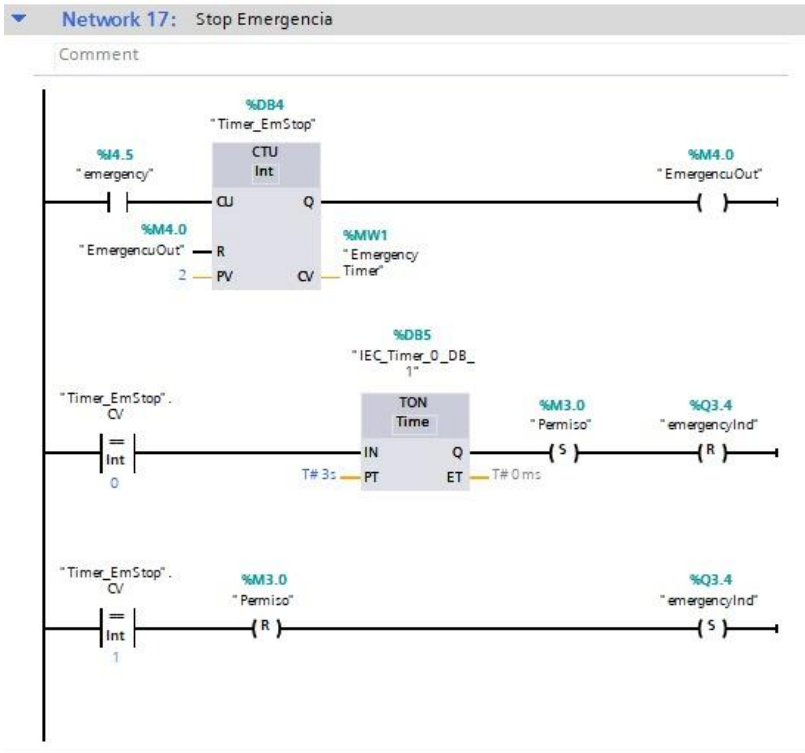 Network 17: Stop Emergencia
Comment
%DB4
"Timer_EmStop"
CTU
Int
%I4.5
"emergency"
CU
Q
%M4.0
"EmergencuOut"
%M4.0
"EmergencuOut"
R
2
PV
CV
%MW1
"Emergency
Timer"
%DB5
"IEC_Timer_0_DB_
1"
TON
Time
"Timer_EmStop".
CV
==
Int
0
IN
Q
T#3s
PT
ET
T#0ms
%M3.0
"Permiso"
S
%Q3.4
"emergencyInd"
R
"Timer_EmStop".
CV
==
Int
1
%M3.0
"Permiso"
R
%Q3.4
"emergencyInd"
S